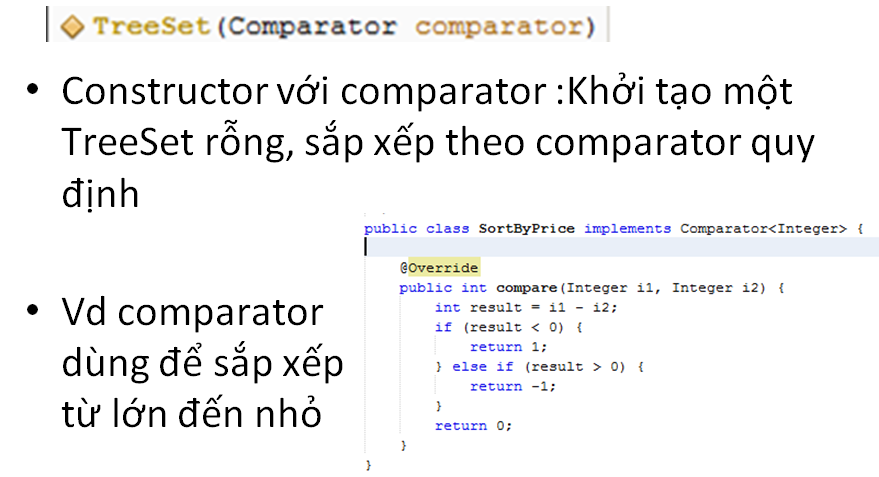 TreeSet(Comparator comparator)
• Constructor với comparator :Khởi tạo một
TreeSet rỗng, sắp xếp theo comparator quy
định
• Vd comparator
dùng để sắp xếp
từ lớn đến nhỏ
public class SortByPrice implements Comparator<Integer> {
@Override
public int compare(Integer i1, Integer i2) {
int result = i1 - i2;
if (result < 0) {
return 1;
} else if (result > 0) {
return -1;
}
return 0;
}
}